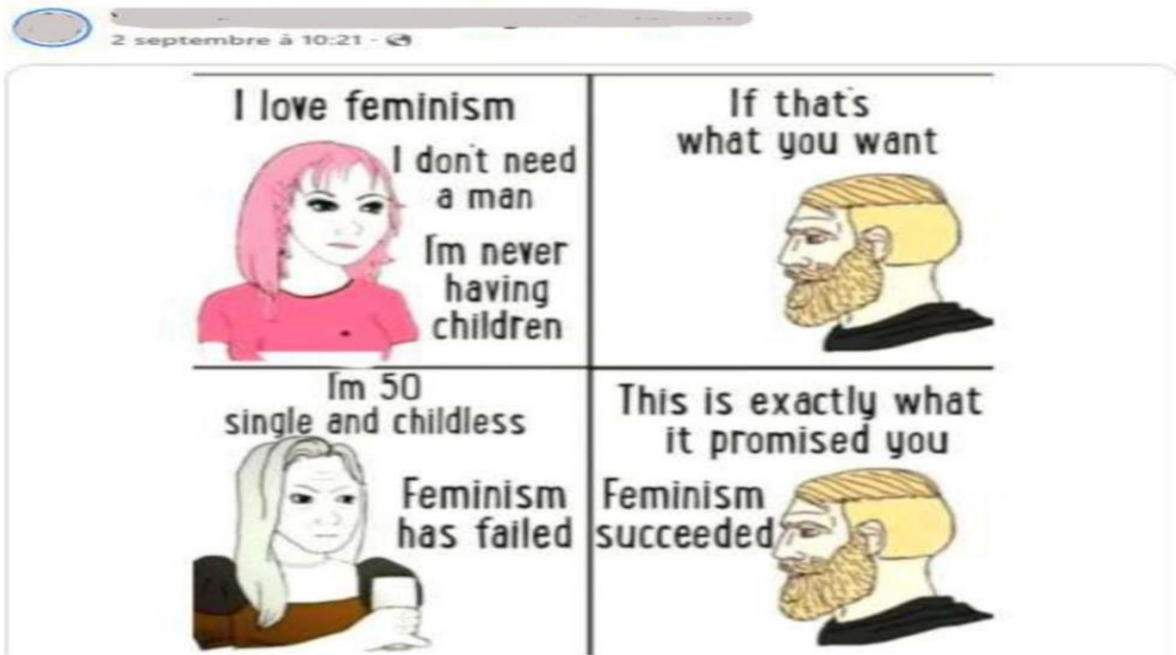 2 septembre à 10:21 ·
I love feminism
I don't need
a man
I'm never
having
children
If that's
what you want
I'm 50
single and childless
Feminism
has failed
This is exactly what
it promised you
Feminism
succeeded